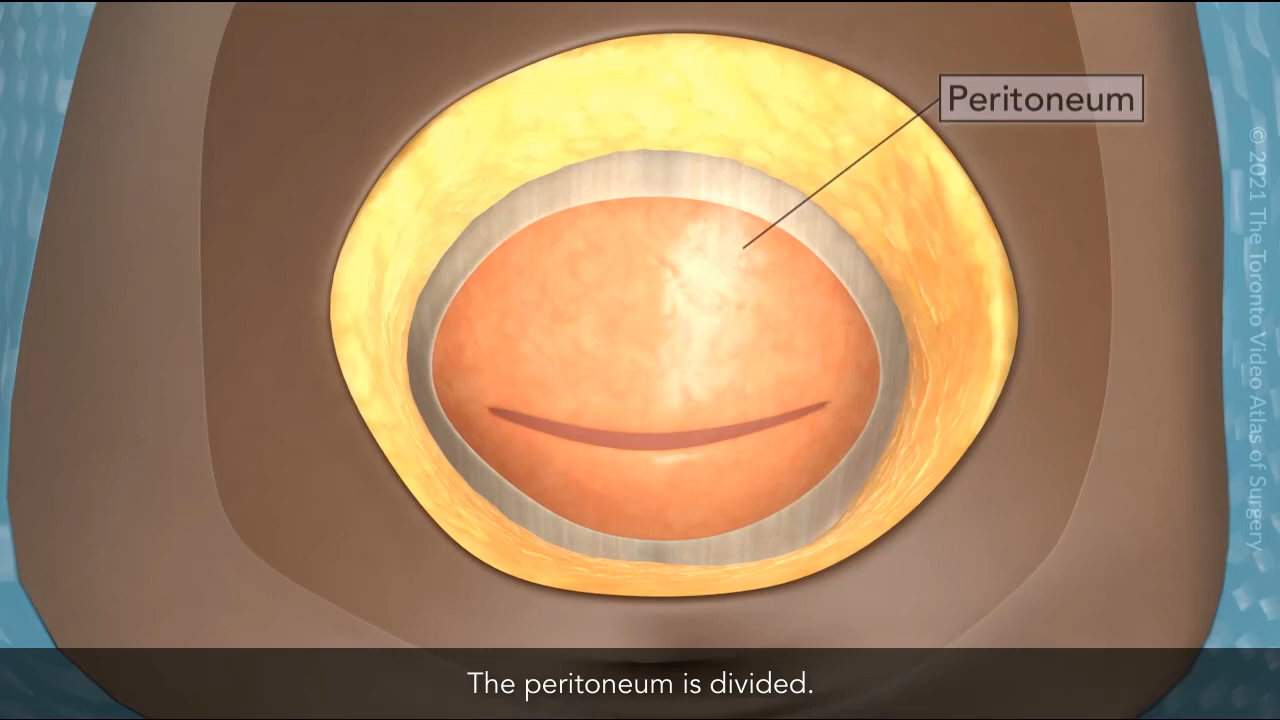 Peritoneum
© 2021 The Toronto Video Atlas of Surgery
The peritoneum is divided.